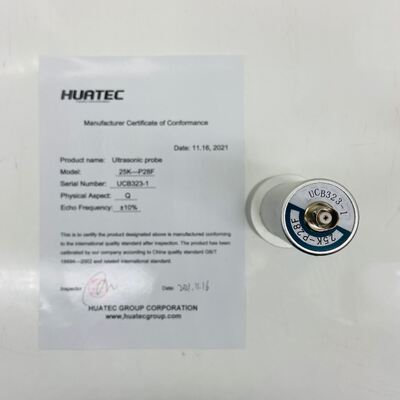 HUATEC
Manufacturer Certificate of Conformance
Date: 11.16, 2021
Product name: Ultrasonic probe
Model: 25K—P28F
Serial Number: UCB323-1
Physical Aspect: Q
Echo Frequency: ±10%
This is to certify the product designated above is manufactured conforming
to the international quality standard after inspection. The product has been
calibrated by our company according to China quality standard GB/T
18694—2002 and related international standard.
Inspector: Date: 2021.11.16
HUATEC GROUP CORPORATION
www.huatecgroup.com
UCB323-1
25K-P28F